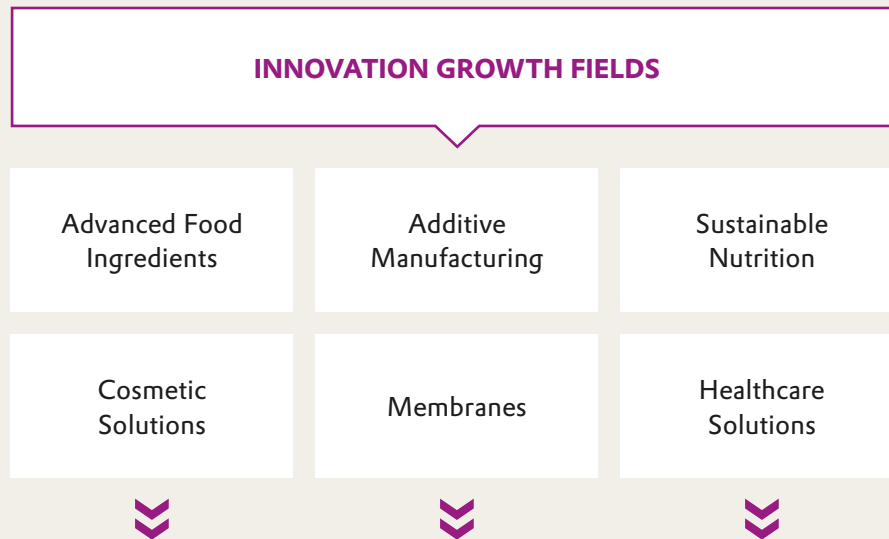 INNOVATION GROWTH FIELDS
Advanced Food
Ingredients
Additive
Manufacturing
Sustainable
Nutrition
Cosmetic
Solutions
Membranes
Healthcare
Solutions